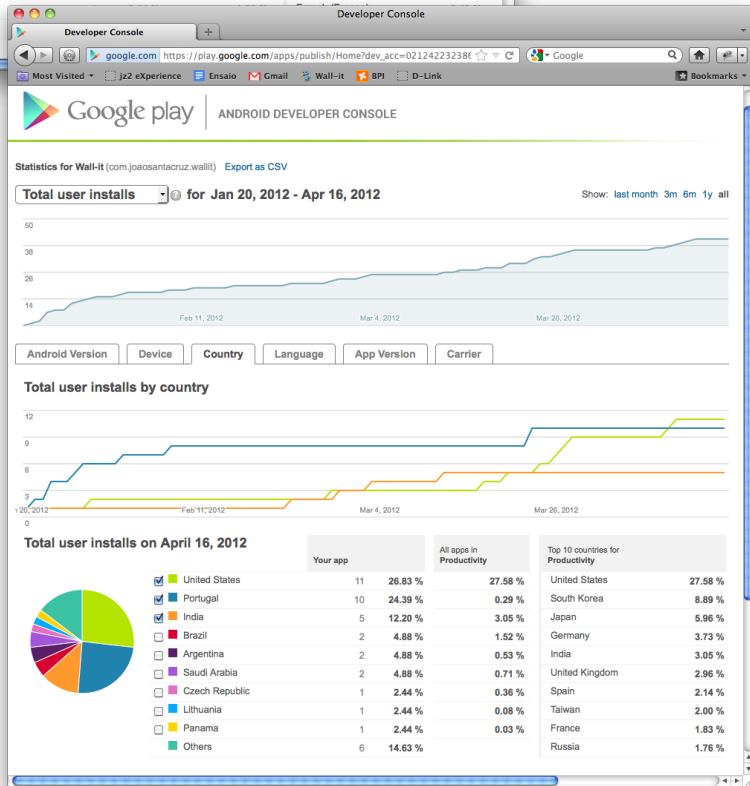 Developer Console
Developer Console
google.com https://play.google.com/apps/publish/Home?dev_acc=021242232386
Google
Most Visited jz2 eXperience Ensaio Gmail Wall-it BPI D-Link Bookmarks
Google play ANDROID DEVELOPER CONSOLE
Statistics for Wall-it (com.joaosantacruz.wallit) Export as CSV
Total user installs for Jan 20, 2012 - Apr 16, 2012 Show: last month 3m 6m 1y all
50
38
26
14
Feb 11, 2012 Mar 4, 2012 Mar 26, 2012
Android Version Device Country Language App Version Carrier
Total user installs by country
12
9
6
3
20, 2012 Feb 11, 2012 Mar 4, 2012 Mar 26, 2012
0
Total user installs on April 16, 2012
Your app
All apps in
Productivity
Top 10 countries for
Productivity
United States 11 26.83 % 27.58 % United States 27.58 %
Portugal 10 24.39 % 0.29 % South Korea 8.89 %
India 5 12.20 % 3.05 % Japan 5.96 %
Brazil 2 4.88 % 1.52 % Germany 3.73 %
Argentina 2 4.88 % 0.53 % India 3.05 %
Saudi Arabia 2 4.88 % 0.71 % United Kingdom 2.96 %
Czech Republic 1 2.44 % 0.36 % Spain 2.14 %
Lithuania 1 2.44 % 0.08 % Taiwan 2.00 %
Panama 1 2.44 % 0.03 % France 1.83 %
Others 6 14.63 % Russia 1.76 %